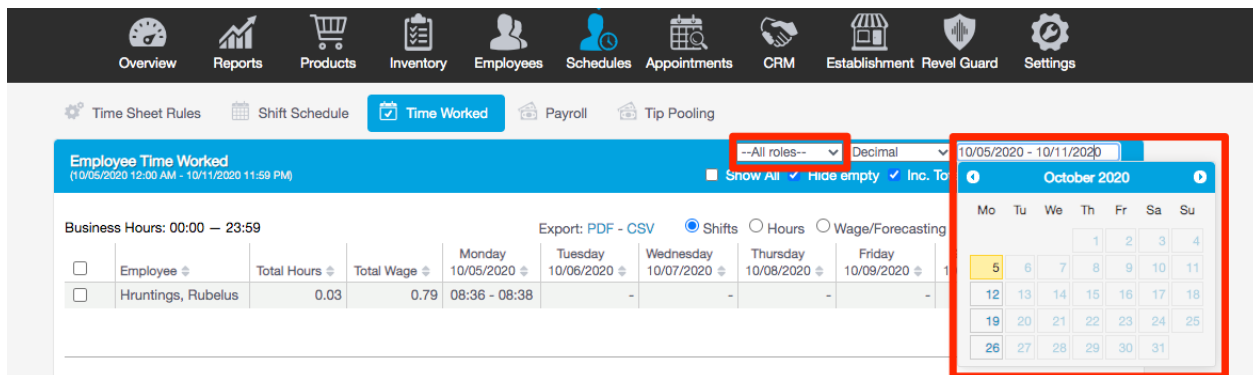 Overview Reports Products Inventory Employees Schedules Appointments CRM Establishment Revel Guard Settings
Time Sheet Rules Shift Schedule Time Worked Payroll Tip Pooling
Employee Time Worked --All roles-- Decimal 10/05/2020 - 10/11/2020
(10/05/2020 12:00 AM - 10/11/2020 11:59 PM) Show All Hide empty Inc. To
October 2020
Mo Tu We Th Fr Sa Su
1 2 3 4
5 6 7 8 9 10 11
12 13 14 15 16 17 18
19 20 21 22 23 24 25
26 27 28 29 30 31
Business Hours: 00:00 — 23:59 Export: PDF - CSV Shifts Hours Wage/Forecasting
Employee Total Hours Total Wage Monday Tuesday Wednesday Thursday Friday
10/05/2020 10/06/2020 10/07/2020 10/08/2020 10/09/2020 1
Hruntings, Rubelus 0.03 0.79 08:36 - 08:38 - - - -